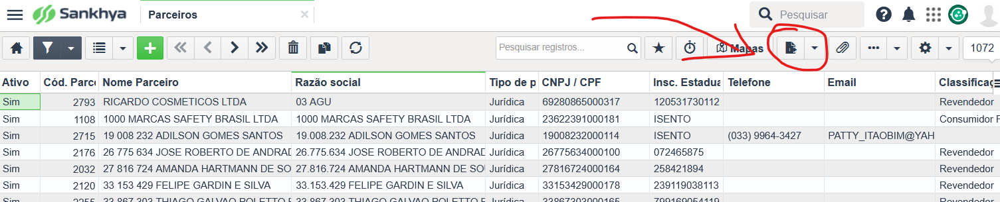 Sankhya
Parceiros
Pesquisar
Pesquisar registros...
Mapas
1072
Ativo Cód. Parce Nome Parceiro Razão social Tipo de p CNPJ / CPF Insc. Estadua Telefone Email Classificaç
Sim 2793 RICARDO COSMETICOS LTDA 03 AGU Jurídica 69280865000317 120531730112 Revendedor
Sim 1108 1000 MARCAS SAFETY BRASIL LTDA 1000 MARCAS SAFETY BRASIL LTDA Jurídica 23622391000181 ISENTO Consumidor F
Sim 2715 19 008 232 ADILSON GOMES SANTOS 19.008.232 ADILSON GOMES SANTOS Jurídica 19008232000114 ISENTO (033) 9964-3427 PATTY_ITAOBIM@YAH
Sim 2176 26 775 634 JOSE ROBERTO DE ANDRAD 26.775.634 JOSE ROBERTO DE ANDRAD Jurídica 26775634000100 072465875 Revendedor
Sim 2032 27 816 724 AMANDA HARTMANN DE SO 27.816.724 AMANDA HARTMANN DE SOU Jurídica 27816724000164 258421894 Revendedor
Sim 2120 33 153 429 FELIPE GARDIN E SILVA 33.153.429 FELIPE GARDIN E SILVA Jurídica 33153429000178 239119038113 Revendedor
Sim 2255 33 867 303 THIAGO GALVAO POLETTO F 33.867.303 THIAGO GALVAO POLETTO F Jurídica 33867303000165 799169054119 Revendedor